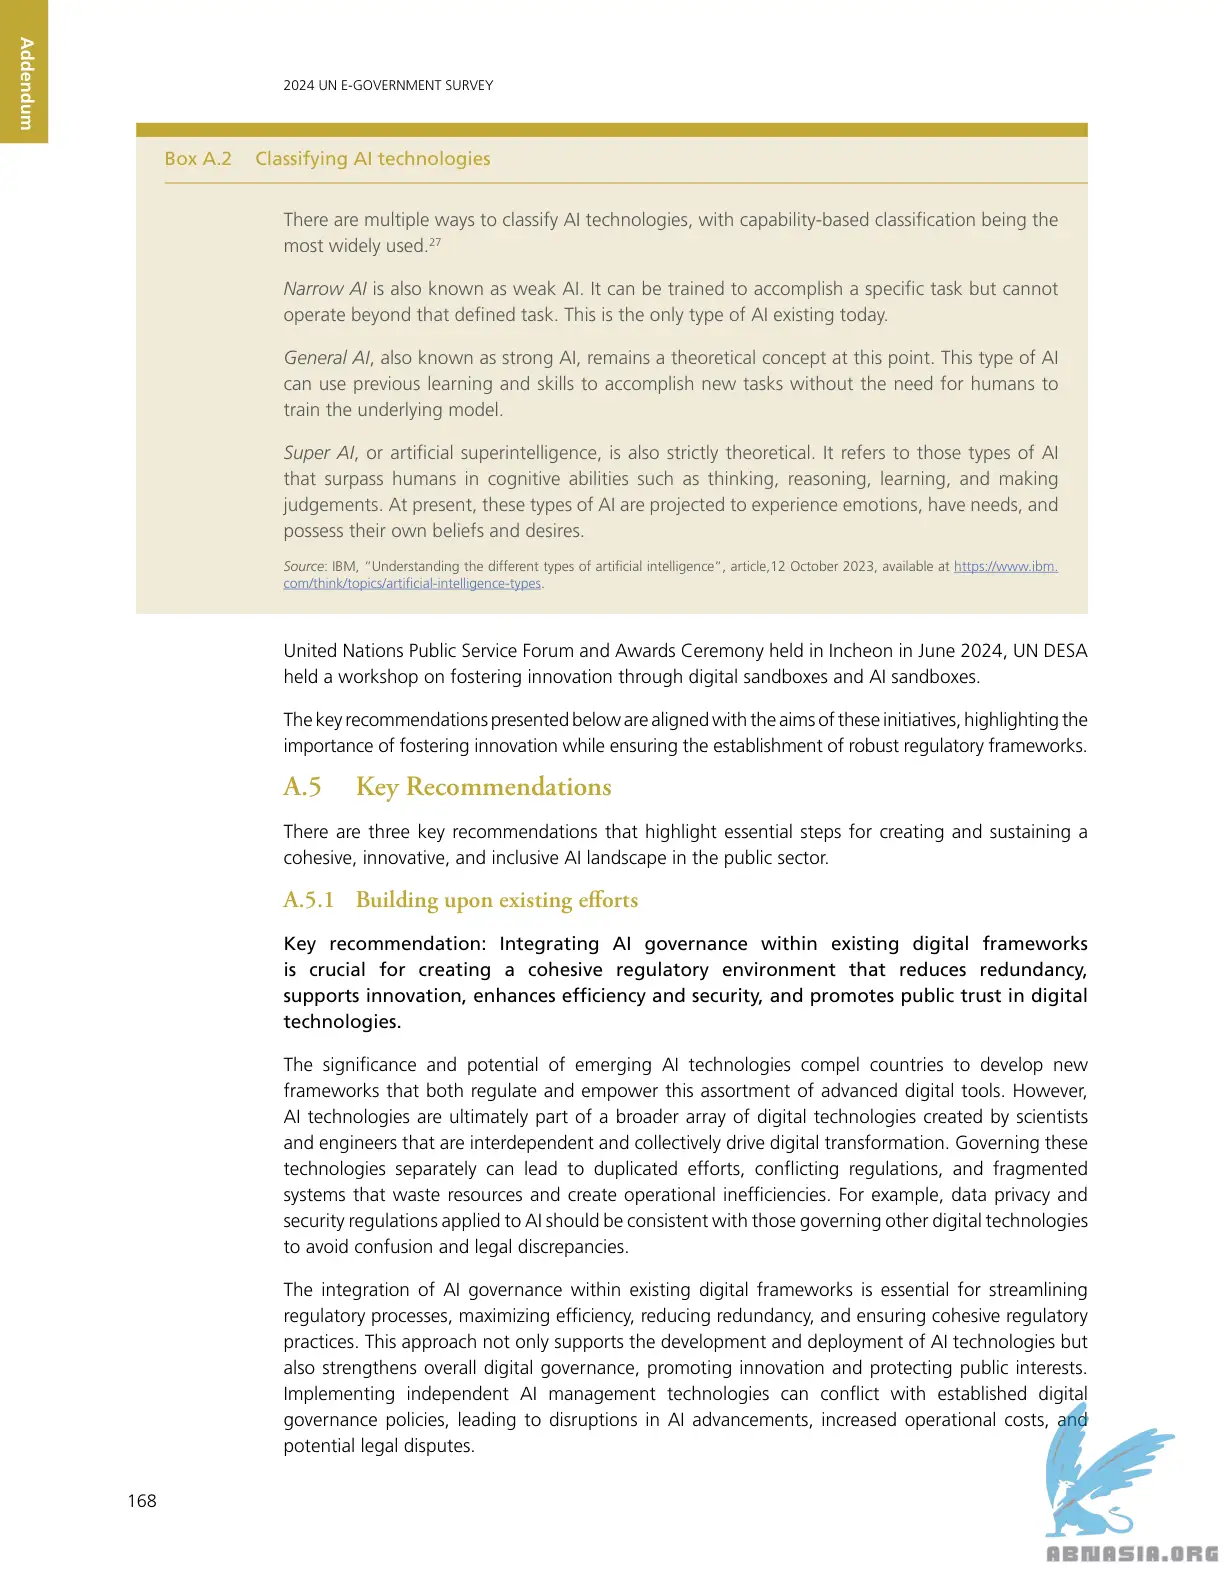 Addendum
2024 UN E-GOVERNMENT SURVEY
Box A.2 Classifying AI technologies
There are multiple ways to classify AI technologies, with capability-based classification being the
most widely used.27
Narrow AI is also known as weak AI. It can be trained to accomplish a specific task but cannot
operate beyond that defined task. This is the only type of AI existing today.
General AI, also known as strong AI, remains a theoretical concept at this point. This type of AI
can use previous learning and skills to accomplish new tasks without the need for humans to
train the underlying model.
Super AI, or artificial superintelligence, is also strictly theoretical. It refers to those types of AI
that surpass humans in cognitive abilities such as thinking, reasoning, learning, and making
judgements. At present, these types of AI are projected to experience emotions, have needs, and
possess their own beliefs and desires.
Source: IBM, “Understanding the different types of artificial intelligence”, article,12 October 2023, available at https://www.ibm.
com/think/topics/artificial-intelligence-types.
United Nations Public Service Forum and Awards Ceremony held in Incheon in June 2024, UN DESA
held a workshop on fostering innovation through digital sandboxes and AI sandboxes.
The key recommendations presented below are aligned with the aims of these initiatives, highlighting the
importance of fostering innovation while ensuring the establishment of robust regulatory frameworks.
A.5 Key Recommendations
There are three key recommendations that highlight essential steps for creating and sustaining a
cohesive, innovative, and inclusive AI landscape in the public sector.
A.5.1 Building upon existing efforts
Key recommendation: Integrating AI governance within existing digital frameworks
is crucial for creating a cohesive regulatory environment that reduces redundancy,
supports innovation, enhances efficiency and security, and promotes public trust in digital
technologies.
The significance and potential of emerging AI technologies compel countries to develop new
frameworks that both regulate and empower this assortment of advanced digital tools. However,
AI technologies are ultimately part of a broader array of digital technologies created by scientists
and engineers that are interdependent and collectively drive digital transformation. Governing these
technologies separately can lead to duplicated efforts, conflicting regulations, and fragmented
systems that waste resources and create operational inefficiencies. For example, data privacy and
security regulations applied to AI should be consistent with those governing other digital technologies
to avoid confusion and legal discrepancies.
The integration of AI governance within existing digital frameworks is essential for streamlining
regulatory processes, maximizing efficiency, reducing redundancy, and ensuring cohesive regulatory
practices. This approach not only supports the development and deployment of AI technologies but
also strengthens overall digital governance, promoting innovation and protecting public interests.
Implementing independent AI management technologies can conflict with established digital
governance policies, leading to disruptions in AI advancements, increased operational costs, and
potential legal disputes.
168
ABNASIA.ORG